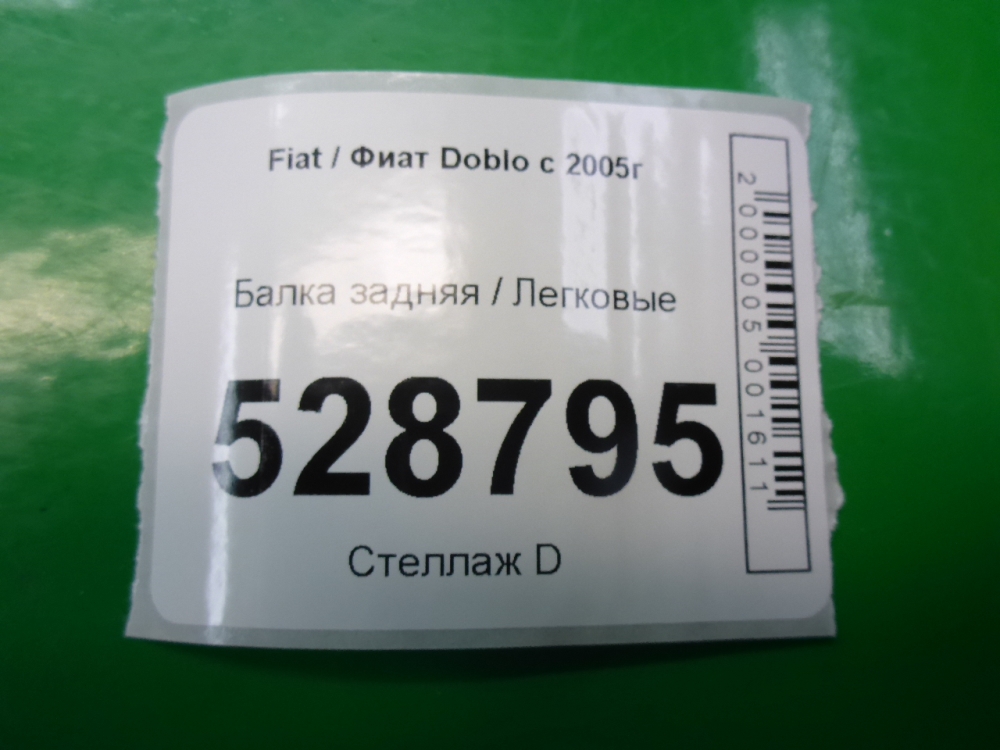 Fiat / Фиат Doblo с 2005г
Балка задняя / Легковые
528795
Стеллаж D
2000005001611